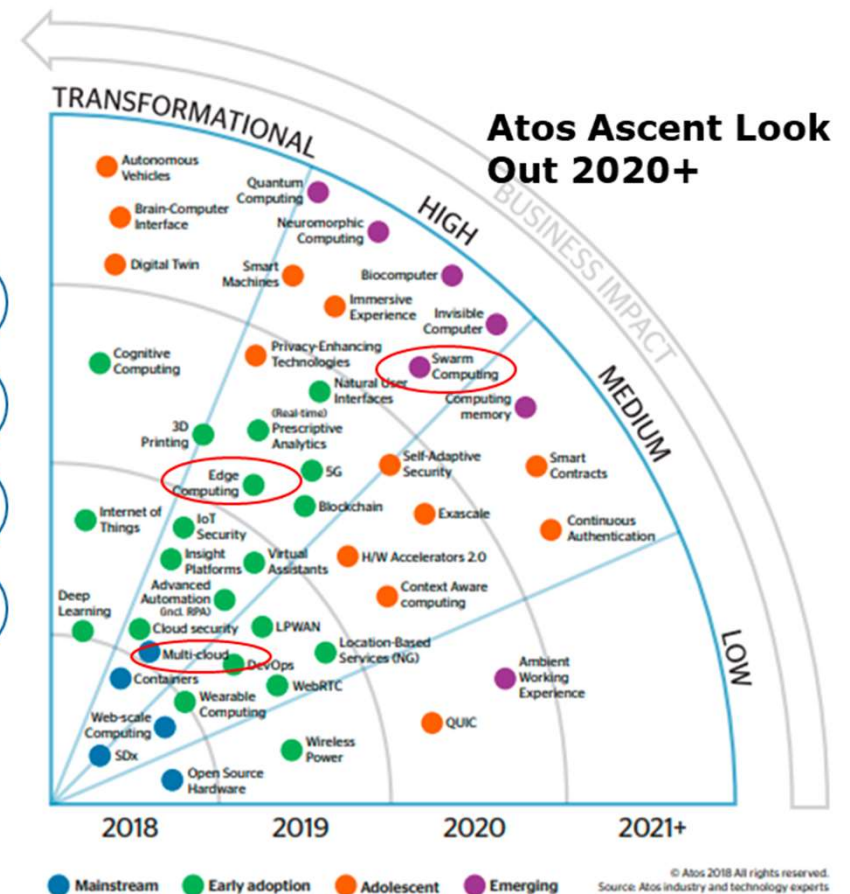 Atos Ascent Look
Out 2020+
TRANSFORMATIONAL
HIGH
MEDIUM
LOW
BUSINESS IMPACT
Autonomous
Vehicles
Quantum
Computing
Brain-Computer
Interface
Neuromorphic
Computing
Digital Twin
Smart
Machines
Biocomputer
Immersive
Experience
Invisible
Computer
Cognitive
Computing
Privacy-Enhancing
Technologies
Swarm
Computing
Natural User
Interfaces
Computing
memory
3D
Printing
(Real-time)
Prescriptive
Analytics
Edge
Computing
5G
Self-Adaptive
Security
Smart
Contracts
Internet of
Things
IoT
Security
Blockchain
Exascale
Continuous
Authentication
Insight
Platforms
Virtual
Assistants
H/W Accelerators 2.0
Advanced
Automation
(incl. RPA)
Context Aware
computing
Deep
Learning
Cloud security
LPWAN
Location-Based
Services (NG)
Multi-cloud
DevOps
Containers
WebRTC
Ambient
Working
Experience
Wearable
Computing
Web-scale
Computing
QUIC
SDx
Wireless
Power
Open Source
Hardware
2018
2019
2020
2021+
Mainstream
Early adoption
Adolescent
Emerging
© Atos 2018 All rights reserved.
Source: Atos industry and technology experts